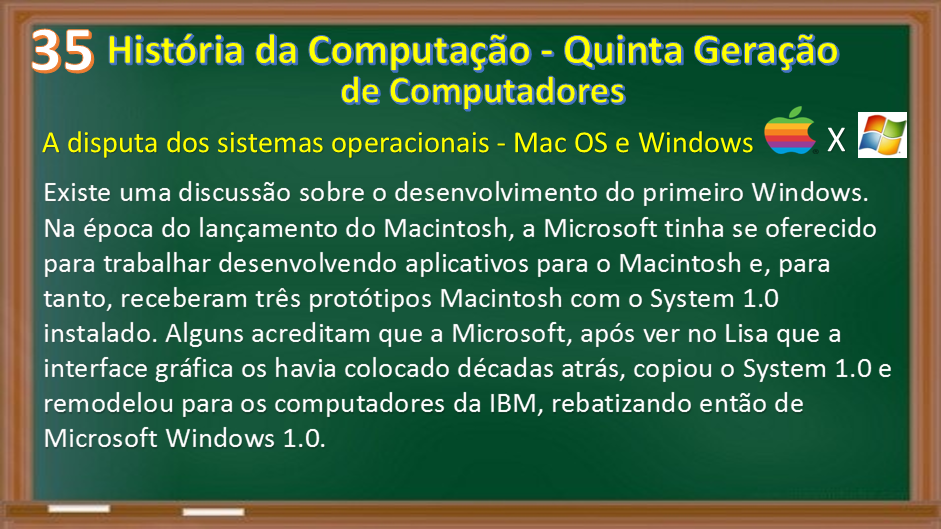 35 História da Computação - Quinta Geração
de Computadores
A disputa dos sistemas operacionais - Mac OS e Windows X
Existe uma discussão sobre o desenvolvimento do primeiro Windows.
Na época do lançamento do Macintosh, a Microsoft tinha se oferecido
para trabalhar desenvolvendo aplicativos para o Macintosh e, para
tanto, receberam três protótipos Macintosh com o System 1.0
instalado. Alguns acreditam que a Microsoft, após ver no Lisa que a
interface gráfica os havia colocado décadas atrás, copiou o System 1.0 e
remodelou para os computadores da IBM, rebatizando então de
Microsoft Windows 1.0.